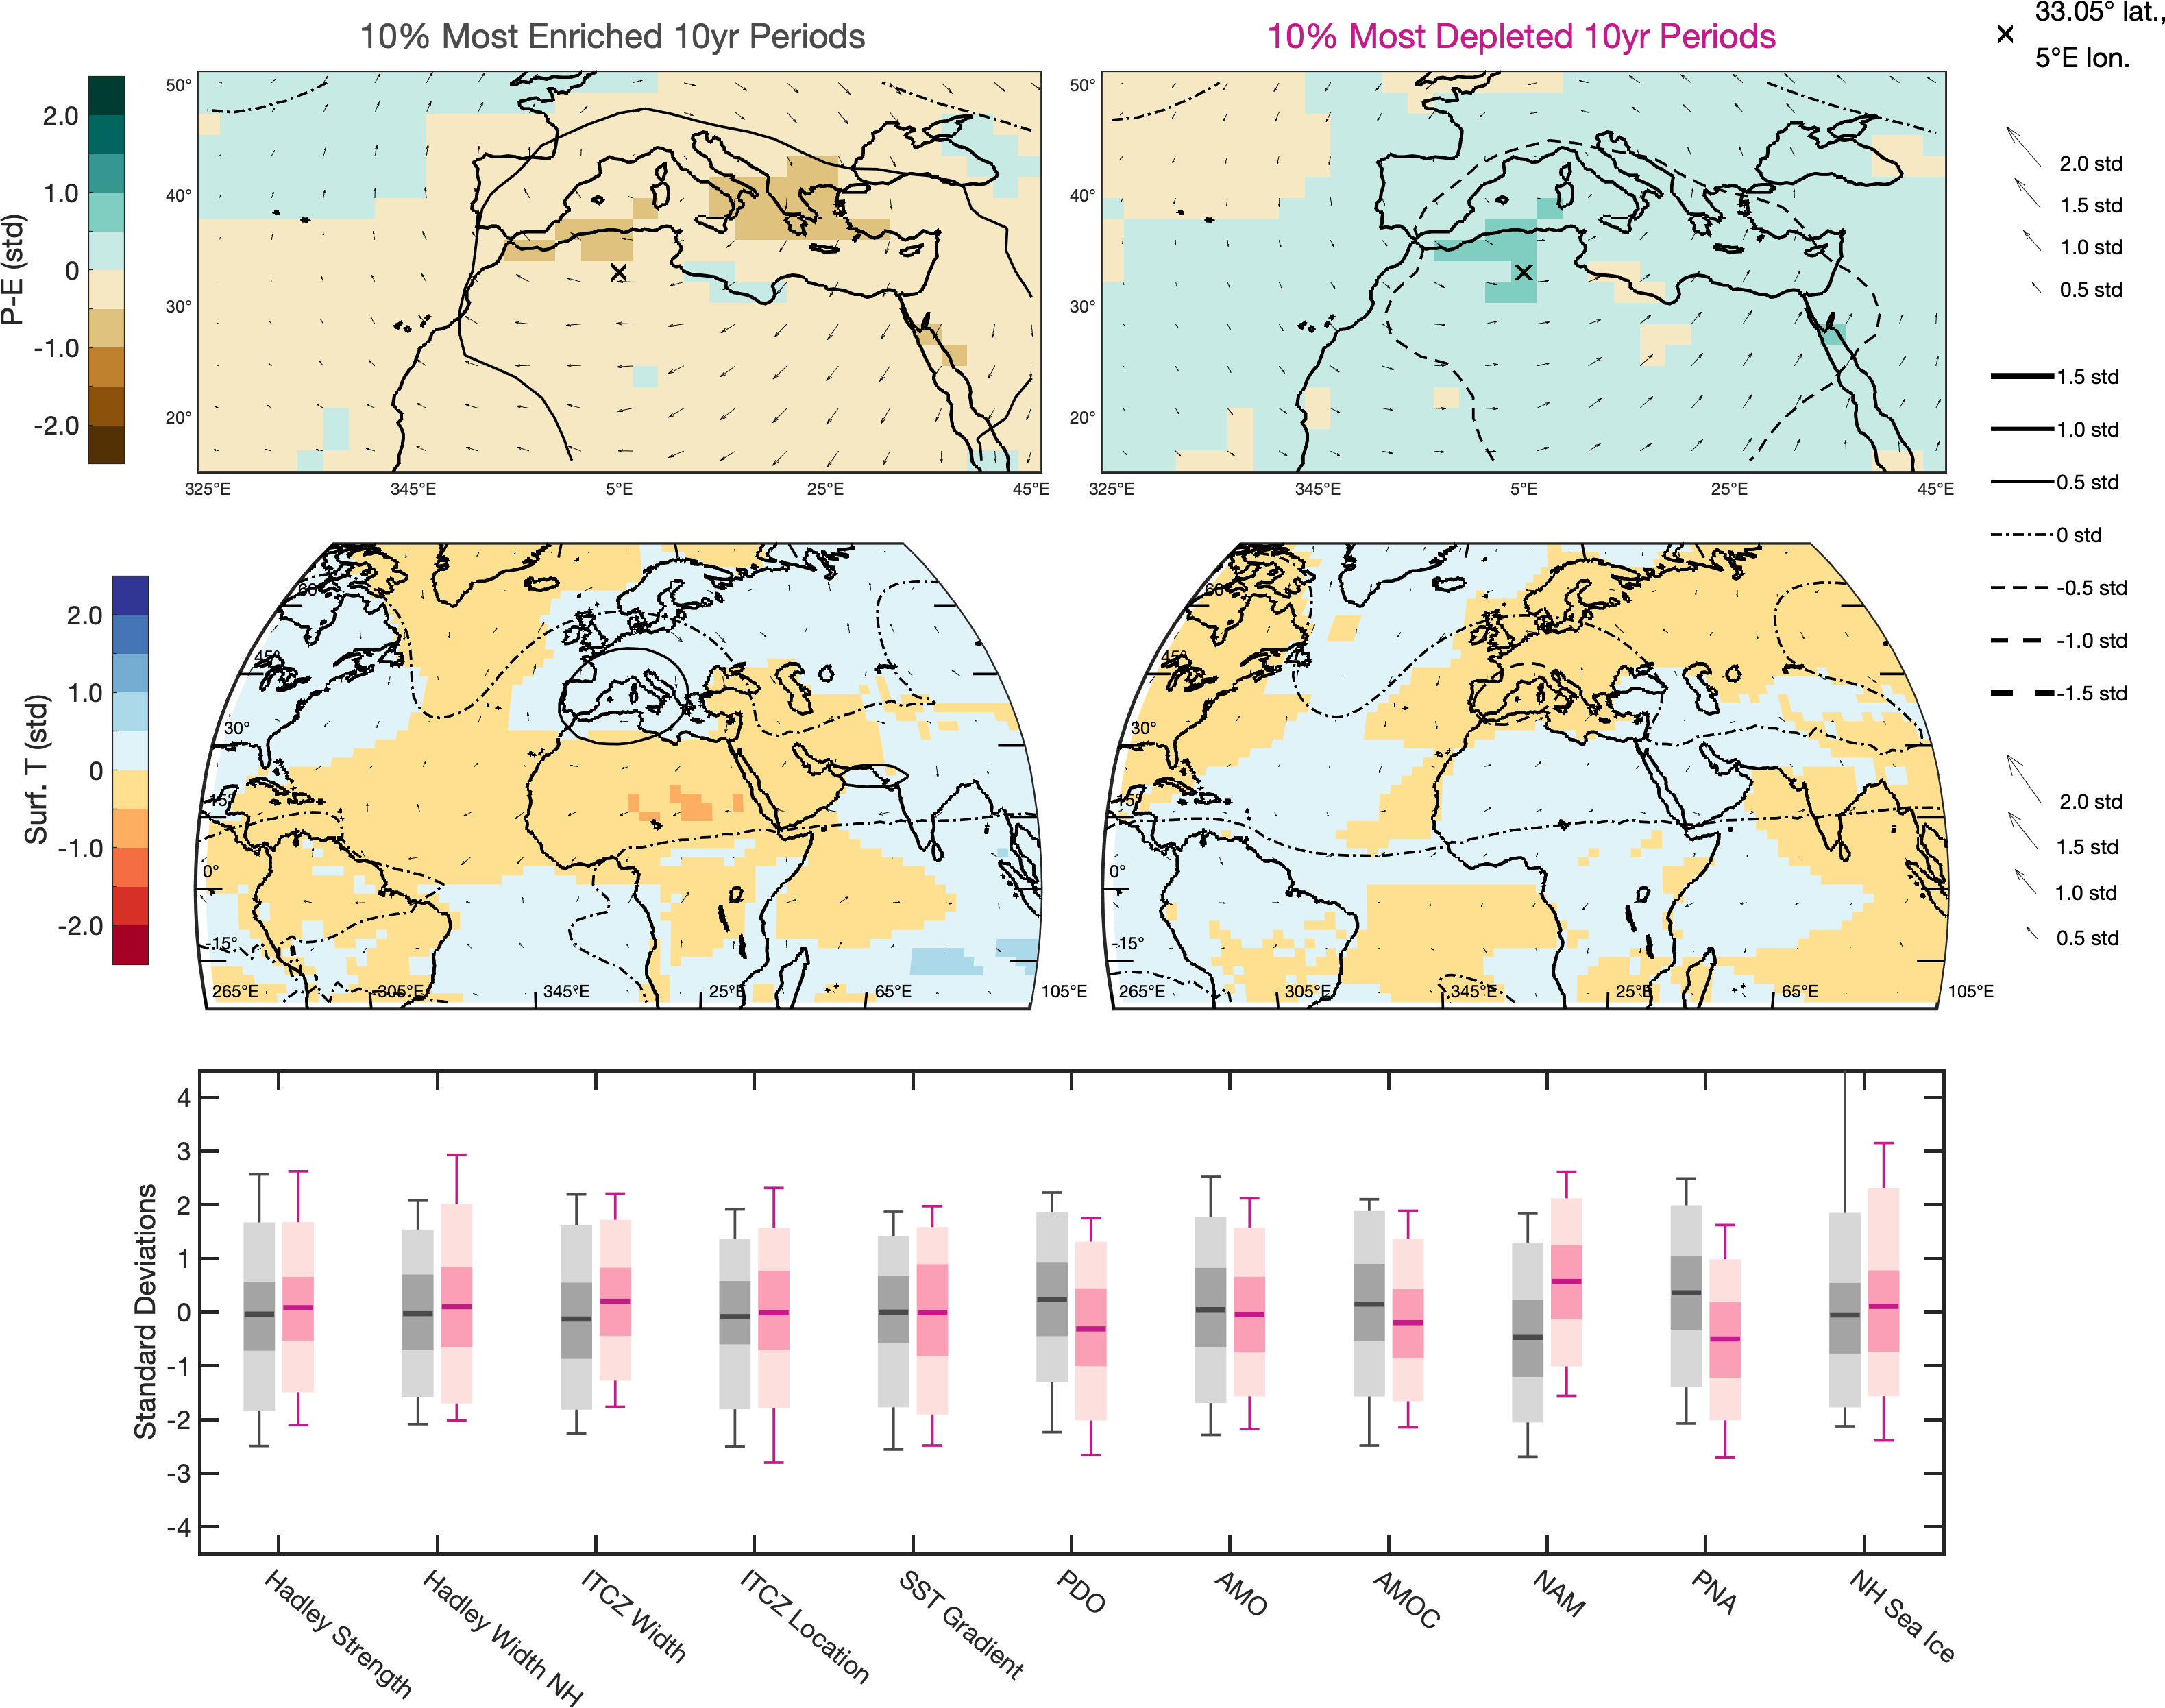 10% Most Enriched 10yr Periods
10% Most Depleted 10yr Periods
33.05° lat.,
5°E lon.
P-E (std)
2.0
1.0
0
-1.0
-2.0
50°
40°
30°
20°
325°E
345°E
5°E
25°E
45°E
50°
40°
30°
20°
325°E
345°E
5°E
25°E
45°E
2.0 std
1.5 std
1.0 std
0.5 std
1.5 std
1.0 std
0.5 std
0 std
-0.5 std
-1.0 std
-1.5 std
2.0 std
1.5 std
1.0 std
0.5 std
Surf. T (std)
2.0
1.0
0
-1.0
-2.0
60°
45°
30°
15°
0°
-15°
265°E
305°E
345°E
25°E
65°E
105°E
60°
45°
30°
15°
0°
-15°
265°E
305°E
345°E
25°E
65°E
105°E
Standard Deviations
4
3
2
1
0
-1
-2
-3
-4
Hadley Strength
Hadley Width NH
ITCZ Width
ITCZ Location
SST Gradient
PDO
AMO
AMOC
NAM
PNA
NH Sea Ice